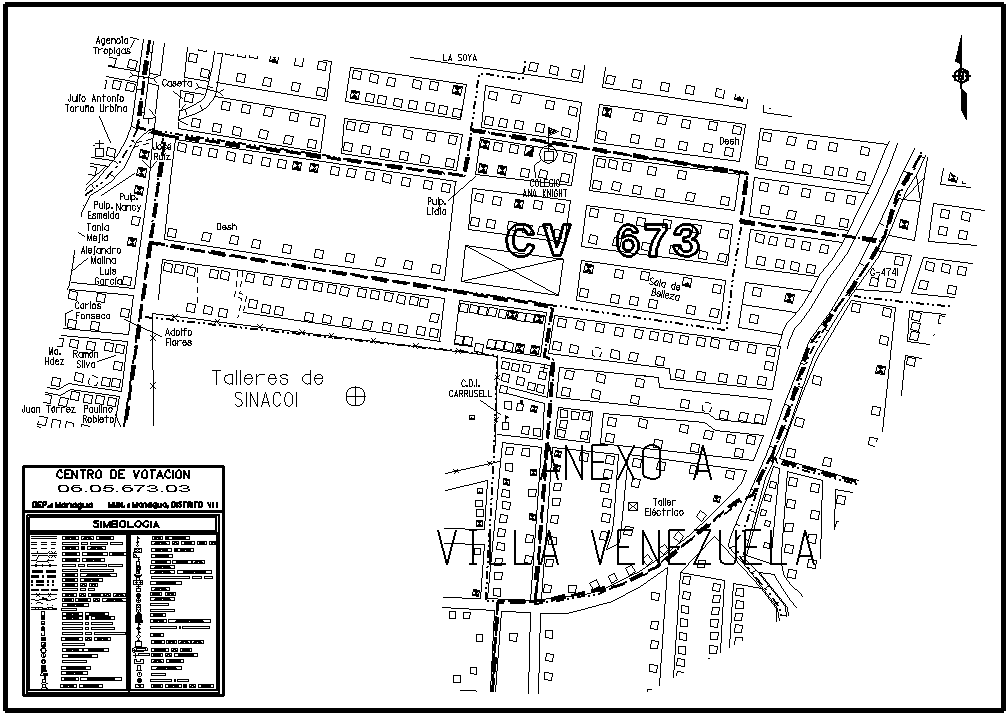 Agencia
Tropigas
LA SOYA
Caseta
Julio Antonio
Toruño Urbina
José
Ruiz
Desh
COLEGIO
ANA KNIGHT
Pulp.
Lidia
Pulp.
Nancy
Pulp.
Esmelda
Tania
Mejia
Alejandro
Molina
Luis
Garcia
Desh
CV 673
C-4741
Sala de
Belleza
Carlos
Fonseca
Adolfo
Flores
Ma.
Hdez
Ramón
Silva
Talleres de
SINACOI
C.D.I.
CARRUSELL
Juan Torrez
Paulino
Robleto
ANEXO A
VILLA VENEZUELA
Taller
Eléctrico
CENTRO DE VOTACION
06.05.673.03
DEP.: Managua MUN.: Managua, DISTRITO VII
SIMBOLOGIA